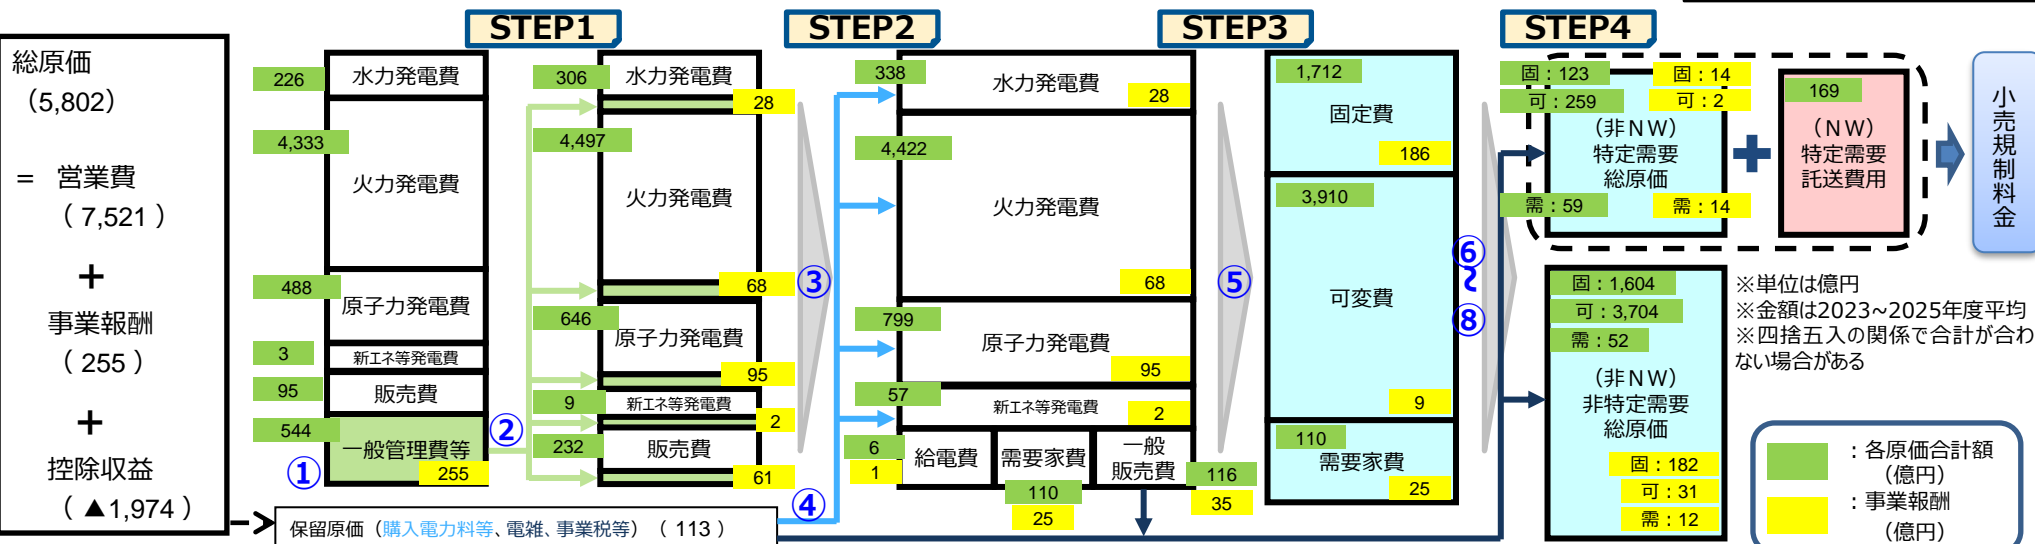 STEP1
STEP2
STEP3
STEP4
総原価
（5,802）
= 営業費
（ 7,521 ）
＋
事業報酬
（ 255 ）
＋
控除収益
（ ▲1,974 ）
226
水力発電費
4,333
火力発電費
488
原子力発電費
3
新エネ等発電費
95
販売費
544
一般管理費等
255
①
②
306
水力発電費
28
4,497
火力発電費
68
646
原子力発電費
95
9
新エネ等発電費
2
232
販売費
61
③
④
保留原価（購入電力料等、電雑、事業税等）（ 113 ）
338
水力発電費
28
4,422
火力発電費
68
799
原子力発電費
95
57
新エネ等発電費
2
6
1
給電費
需要家費
110
25
一般
販売費
116
35
⑤
1,712
固定費
186
3,910
可変費
9
110
需要家費
25
⑥
～
⑧
固：123
固：14
可：259
可：2
（非ＮＷ）
特定需要
総原価
需：59
需：14
169
（ＮＷ）
特定需要
託送費用
小売規制料金
固：1,604
可：3,704
需：52
（非ＮＷ）
非特定需要
総原価
固：182
可：31
需：12
※単位は億円
※金額は2023~2025年度平均
※四捨五入の関係で合計が合わ
ない場合がある
：各原価合計額
（億円）
：事業報酬
（億円）